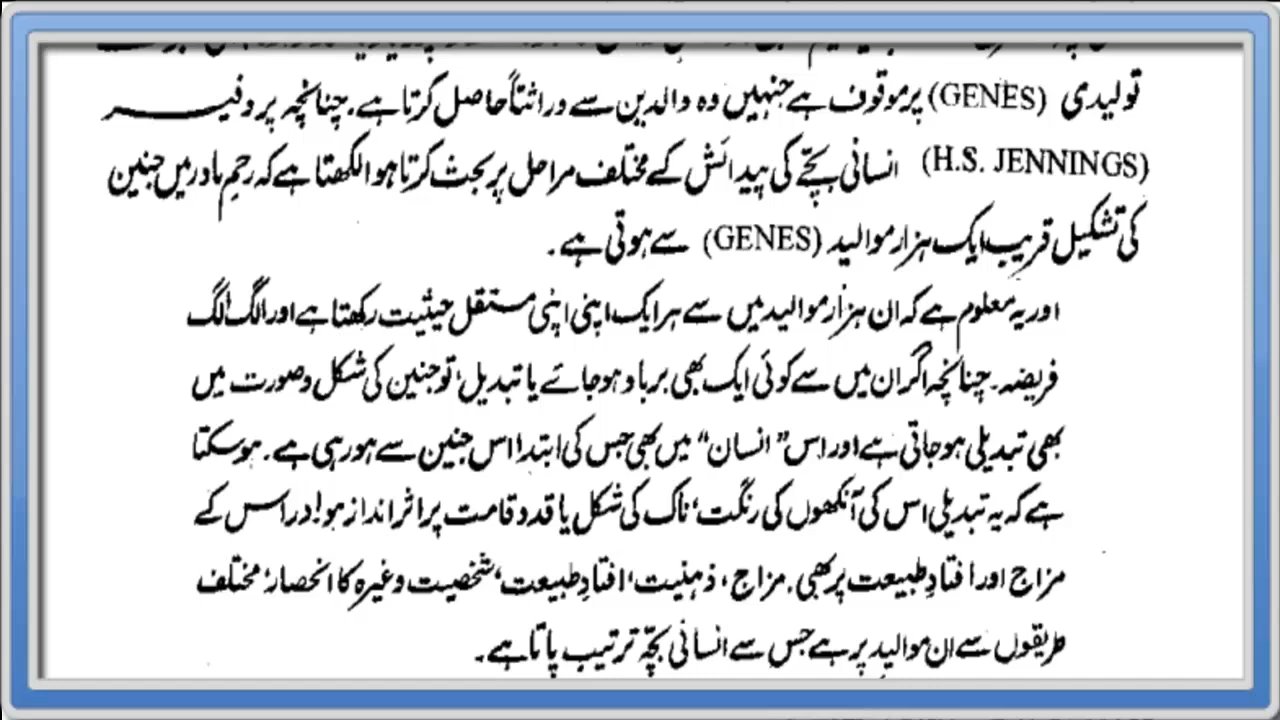 تولیدی (GENES) پر موقوف ہے جنہیں وہ والدین سے وراثتاً حاصل کرتا ہے۔ چنانچہ پروفیسر
(H.S. JENNINGS) انسانی بچّے کی پیدائش کے مختلف مراحل پر بحث کرتا ہوا لکھتا ہے کہ رحمِ مادر میں جنین
کی تشکیل قریب ایک ہزار موالید (GENES) سے ہوتی ہے۔
اور یہ معلوم ہے کہ ان ہزار موالید میں سے ہر ایک اپنی اپنی مستقل حیثیت رکھتا ہے اور الگ الگ
فریضہ۔ چنانچہ اگر ان میں سے کوئی ایک بھی برباد ہو جائے یا تبدیل، تو جنین کی شکل و صورت میں
بھی تبدیلی ہو جاتی ہے اور اس "انسان" میں بھی جس کی ابتدا اس جنین سے ہو رہی ہے۔ ہو سکتا
ہے کہ یہ تبدیلی اس کی آنکھوں کی رنگت، ناک کی شکل یا قدوقامت پر اثر انداز ہو! در اس کے
مزاج اور افتادِ طبیعت پر بھی۔ مزاج، ذہنیت، افتادِ طبیعت، شخصیت وغیرہ کا انحصار، مختلف
طریقوں سے ان موالید پر ہے جس سے انسانی بچّہ ترتیب پاتا ہے۔